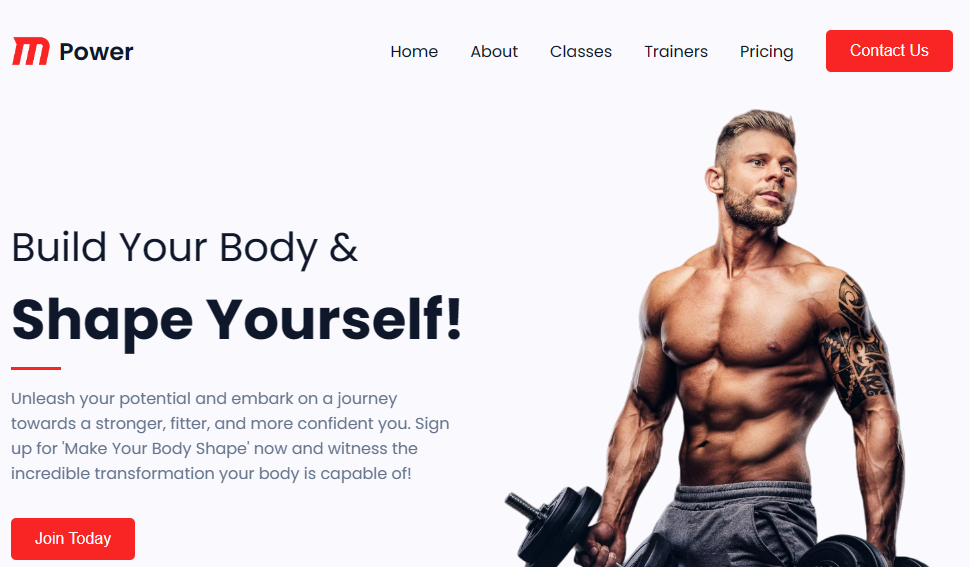 m Power
Home About Classes Trainers Pricing Contact Us
Build Your Body &
Shape Yourself!
Unleash your potential and embark on a journey
towards a stronger, fitter, and more confident you. Sign
up for 'Make Your Body Shape' now and witness the
incredible transformation your body is capable of!
Join Today